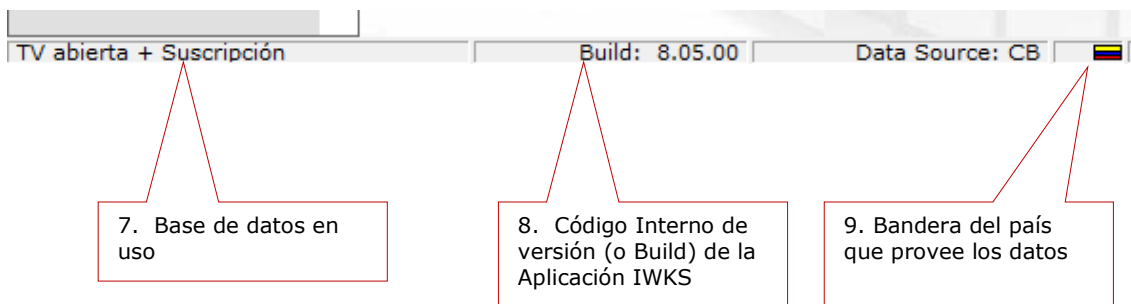 TV abierta + Suscripción
Build: 8.05.00
Data Source: CB
7. Base de datos en
uso
8. Código Interno de
versión (o Build) de la
Aplicación IWKS
9. Bandera del país
que provee los datos